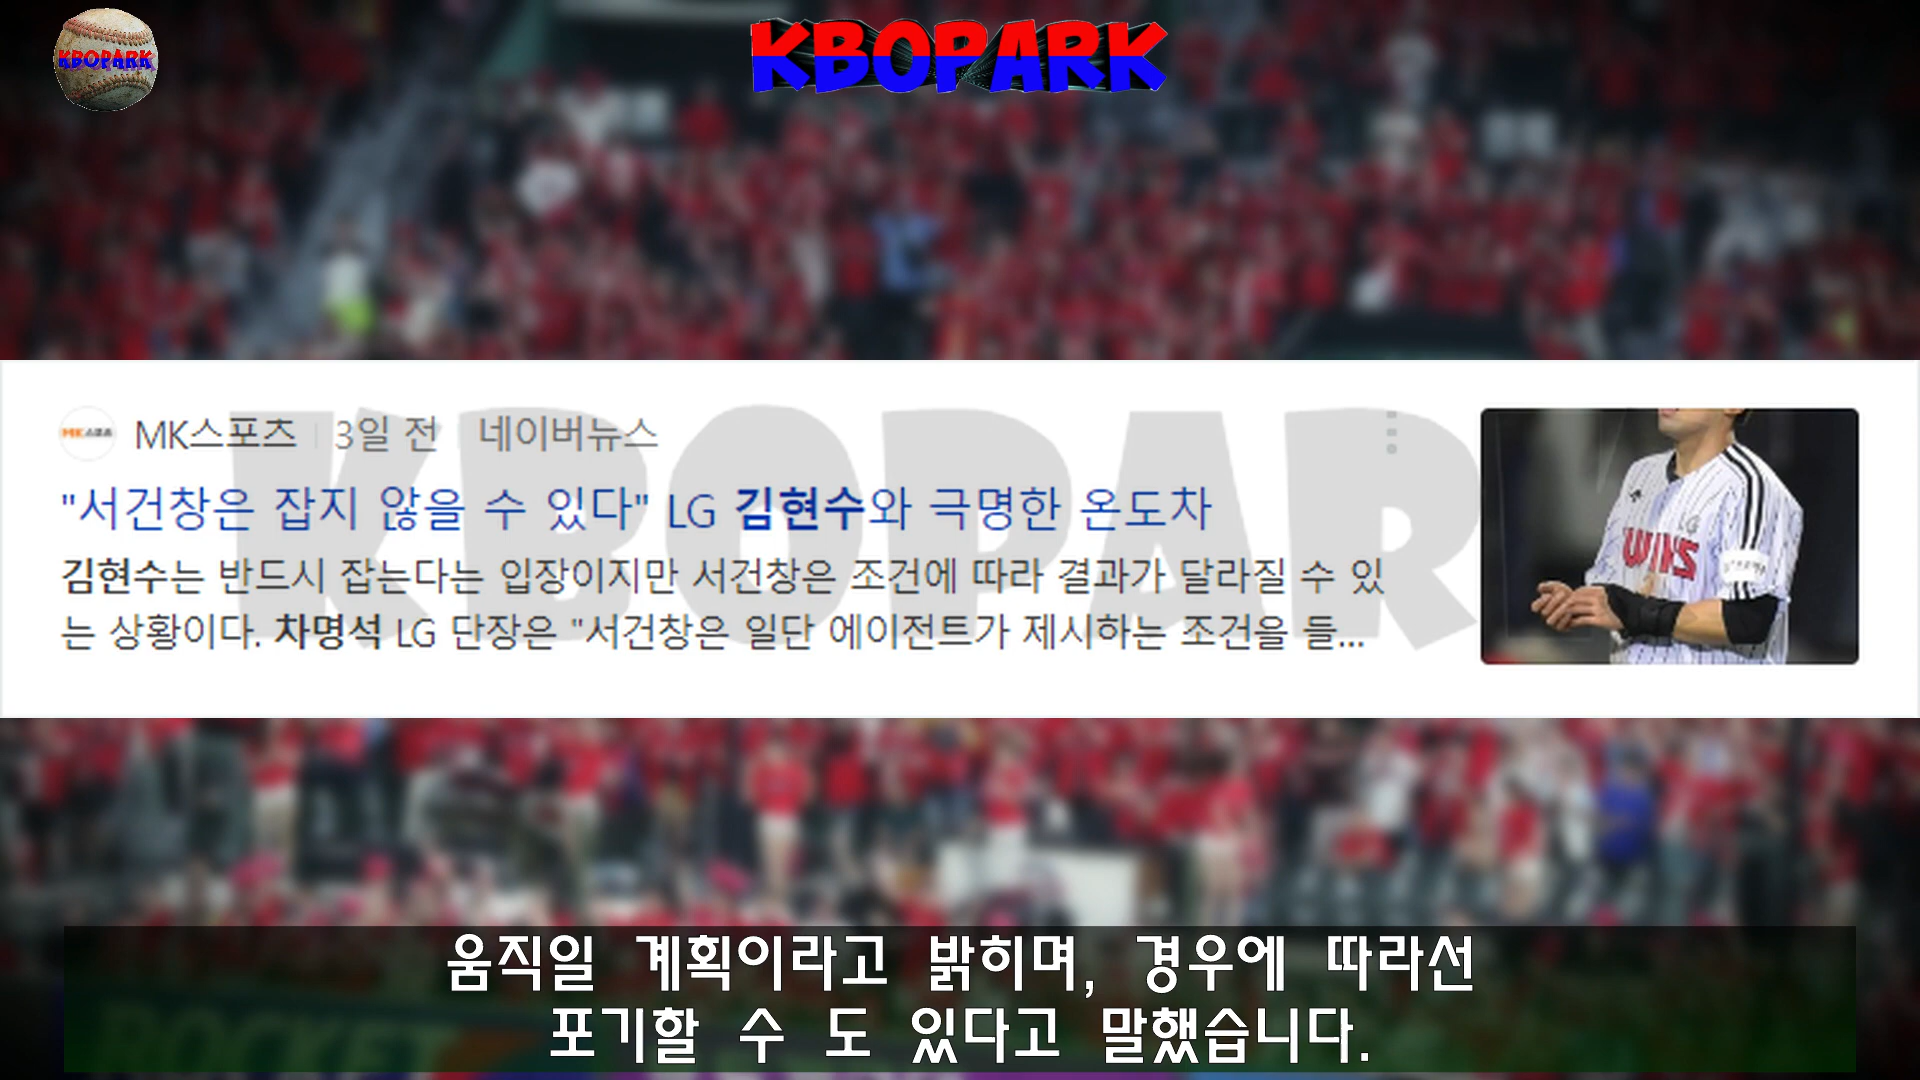 KBOPARK
KBOPARK
MK스포츠 3일 전 네이버뉴스
"서건창은 잡지 않을 수 있다" LG 김현수와 극명한 온도차
김현수는 반드시 잡는다는 입장이지만 서건창은 조건에 따라 결과가 달라질 수 있
는 상황이다. 차명석 LG 단장은 "서건창은 일단 에이전트가 제시하는 조건을 들...
KBOPAR
LG
WINS
움직일 계획이라고 밝히며, 경우에 따라선
포기할 수 도 있다고 말했습니다.
ROCKET